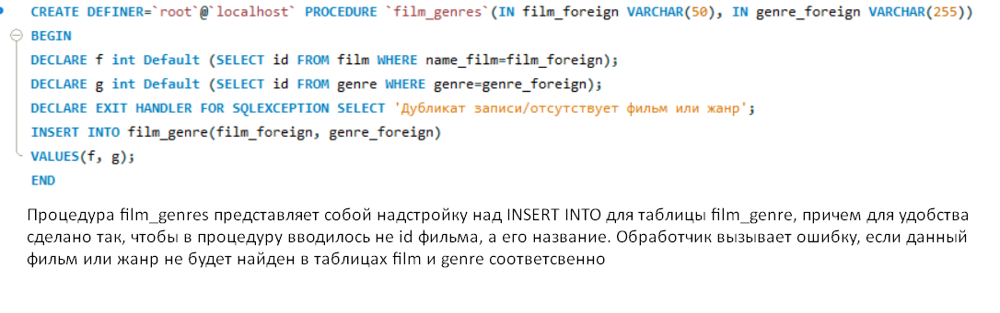 CREATE DEFINER=`root`@`localhost` PROCEDURE `film_genres`(IN film_foreign VARCHAR(50), IN genre_foreign VARCHAR(255))
BEGIN
DECLARE f int Default (SELECT id FROM film WHERE name_film=film_foreign);
DECLARE g int Default (SELECT id FROM genre WHERE genre=genre_foreign);
DECLARE EXIT HANDLER FOR SQLEXCEPTION SELECT 'Дубликат записи/отсутствует фильм или жанр';
INSERT INTO film_genre(film_foreign, genre_foreign)
VALUES(f, g);
END
Процедура film_genres представляет собой надстройку над INSERT INTO для таблицы film_genre, причем для удобства
сделано так, чтобы в процедуру вводилось не id фильма, а его название. Обработчик вызывает ошибку, если данный
фильм или жанр не будет найден в таблицах film и genre соответсвенно